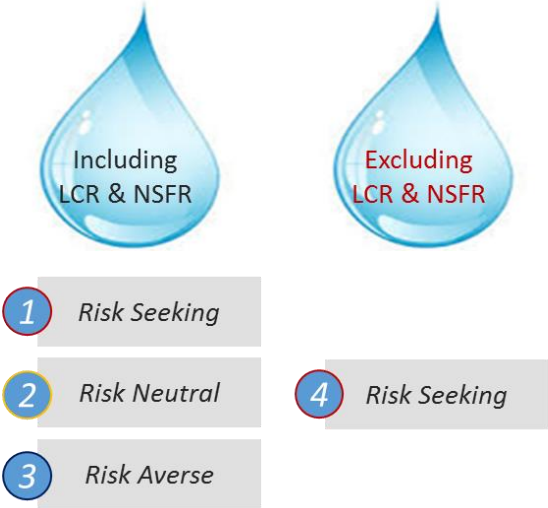 Including
LCR & NSFR
Excluding
LCR & NSFR
1 Risk Seeking
2 Risk Neutral
3 Risk Averse
4 Risk Seeking